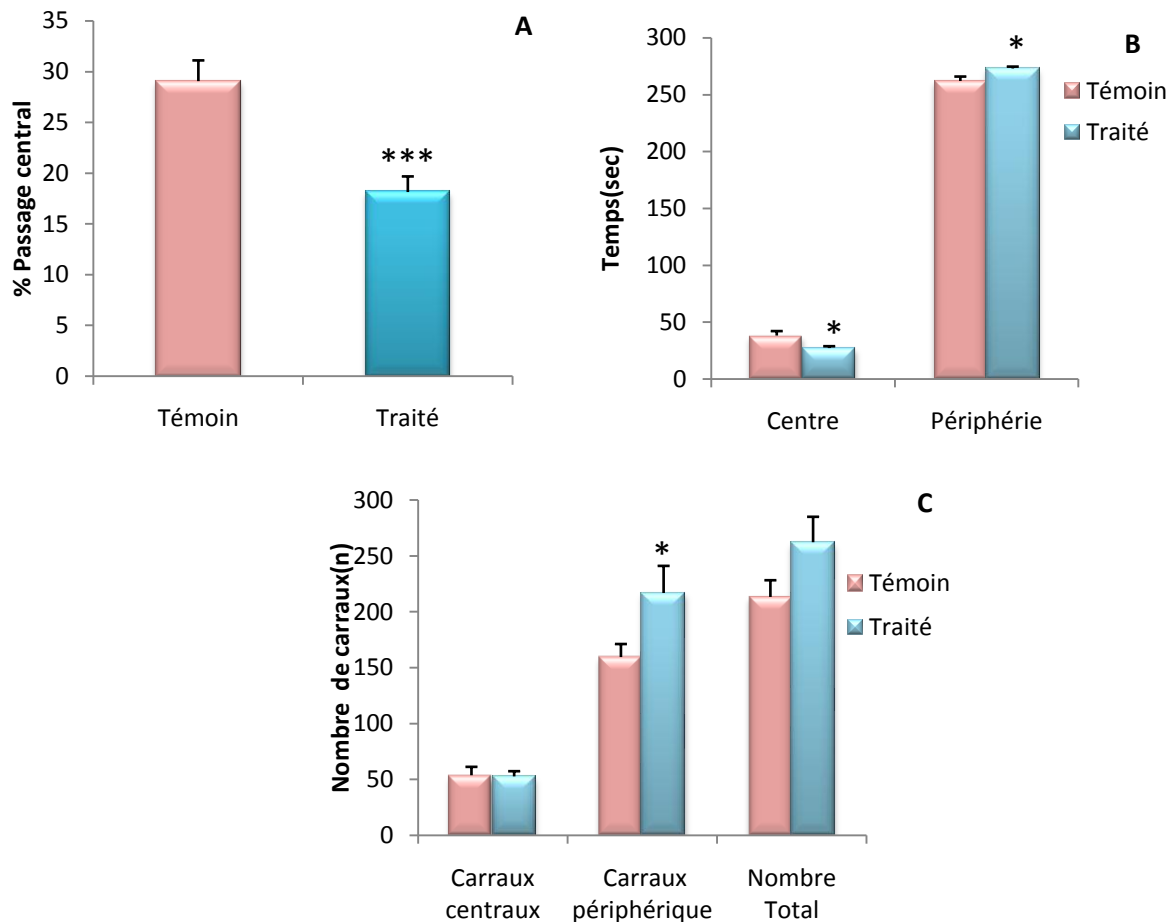 A
35
30
25
20
15
10
5
0
% Passage central
***
Témoin
Traité
B
300
250
200
150
100
50
0
Temps(sec)
*
*
Centre
Périphérie
Témoin
Traité
C
300
250
200
150
100
50
0
Nombre de carraux(n)
*
Carraux
centraux
Carraux
périphérique
Nombre
Total
Témoin
Traité